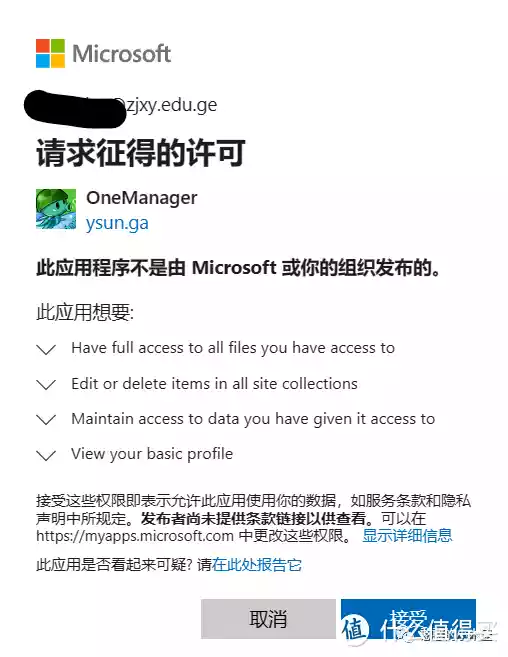 Microsoft
@zjxy.edu.ge
请求征得的许可
OneManager
ysun.ga
此应用程序不是由 Microsoft 或你的组织发布的。
此应用想要:
Have full access to all files you have access to
Edit or delete items in all site collections
Maintain access to data you have given it access to
View your basic profile
接受这些权限即表示允许此应用使用你的数据，如服务条款和隐私
声明中所规定。发布者尚未提供条款链接以供查看。可以在
https://myapps.microsoft.com 中更改这些权限。 显示详细信息
此应用是否看起来可疑? 请在此处报告它
取消
接受
值 什么值得买